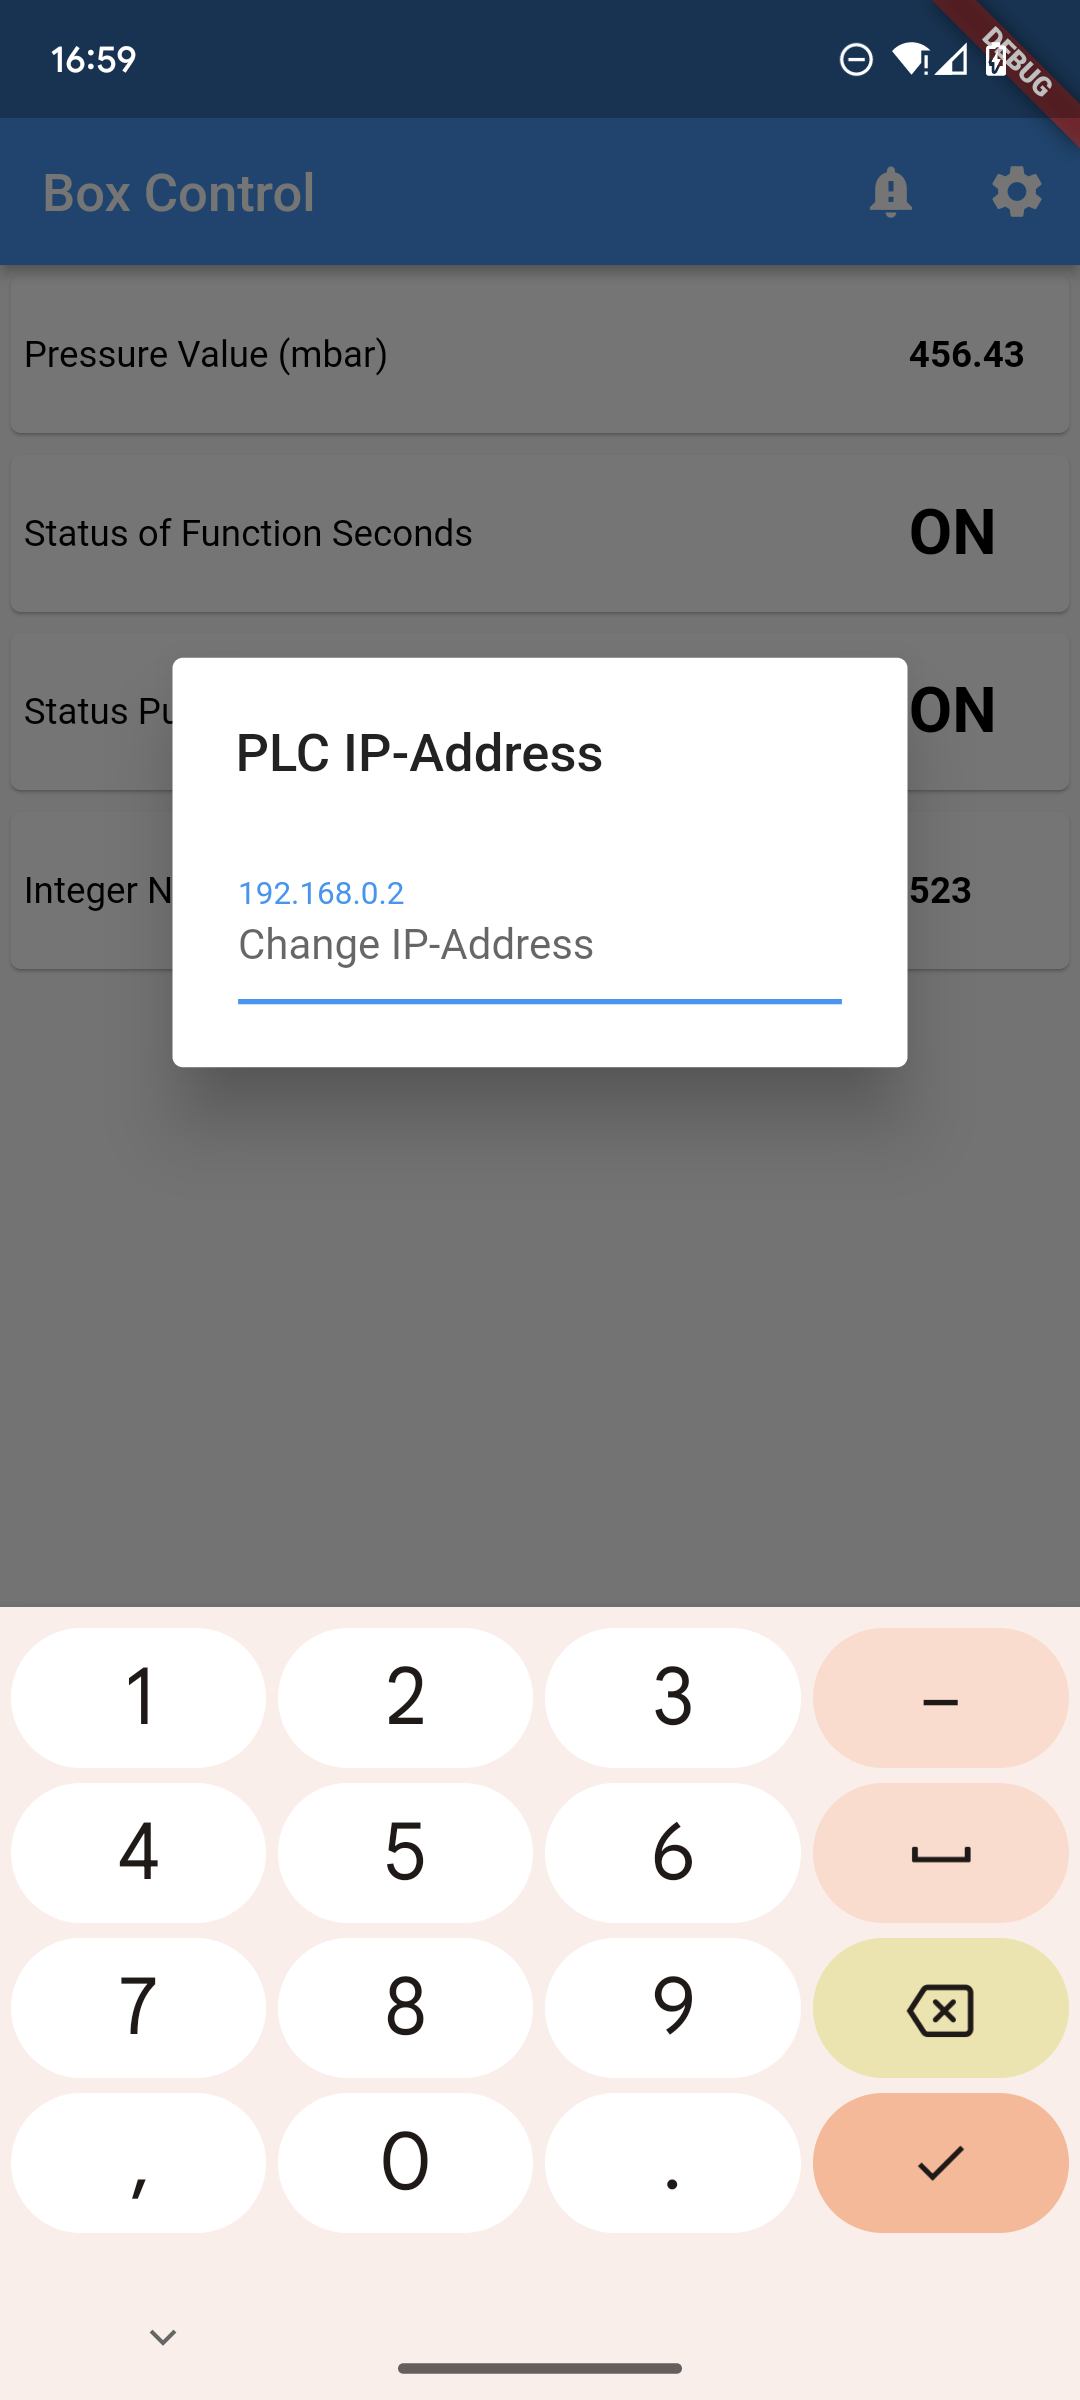 16:59
DEBUG
Box Control
Pressure Value (mbar) 456.43
Status of Function Seconds ON
Status Pu ON
Integer N 523
PLC IP-Address
192.168.0.2
Change IP-Address
1 2 3 –
4 5 6
7 8 9
, 0 .